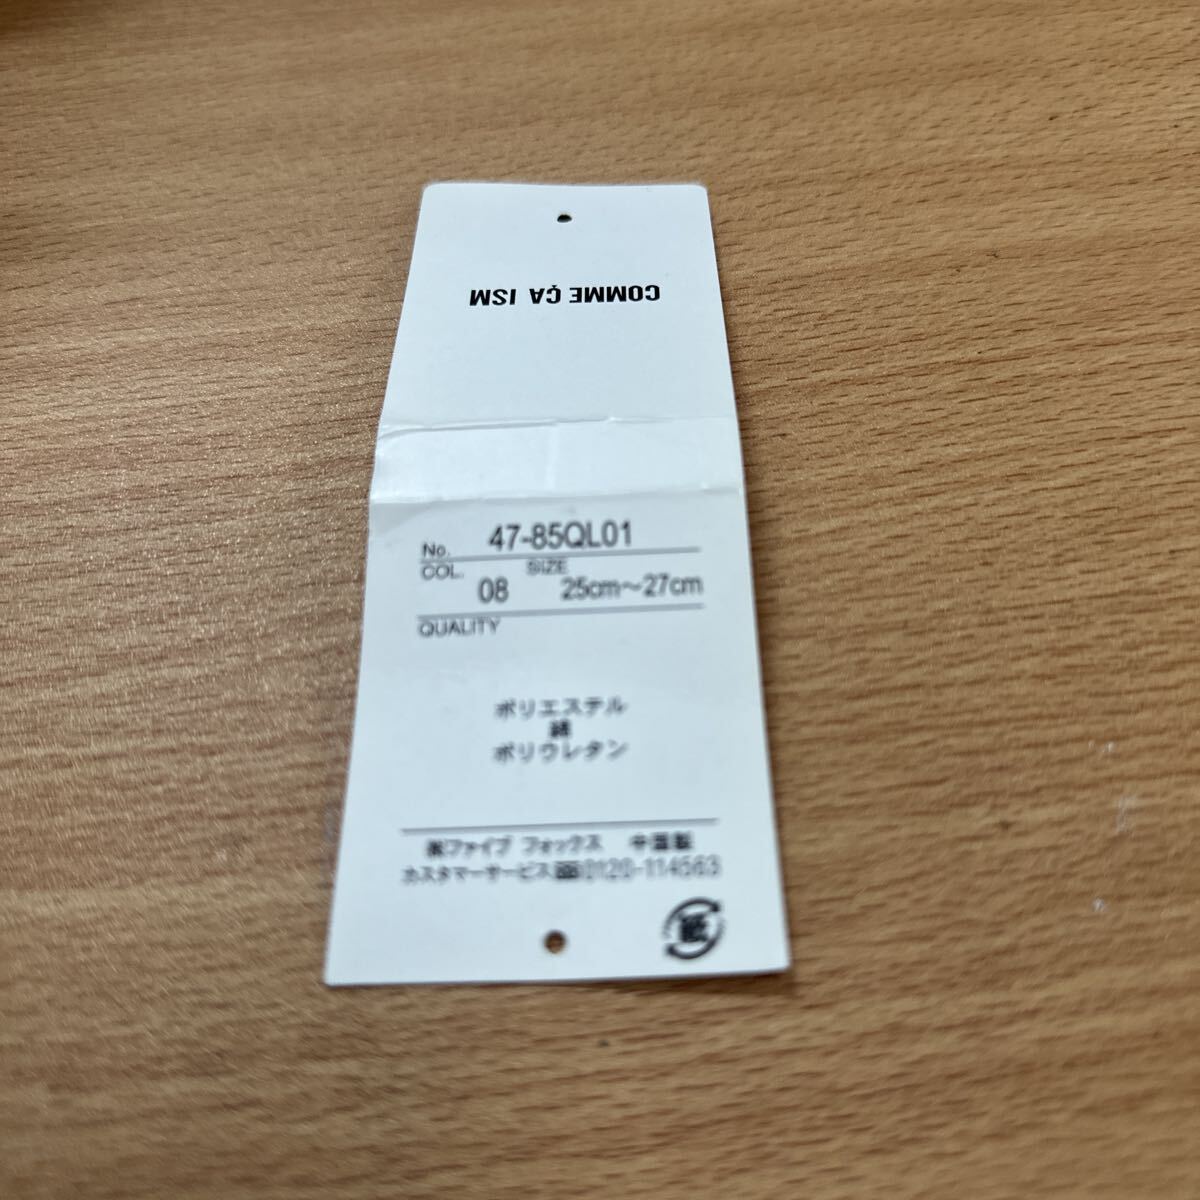 COMME ÇA ISM
No. 47-85QL01
COL. 08 SIZE 25cm～27cm
QUALITY
ポリエステル
綿
ポリウレタン
㈱ファイブ フォックス 中国製
カスタマーサービス 0120-114563
紙